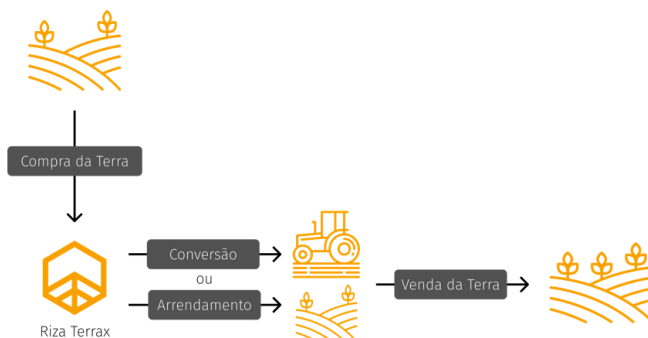 Compra da Terra
Conversão
ou
Arrendamento
Venda da Terra
Riza Terrax